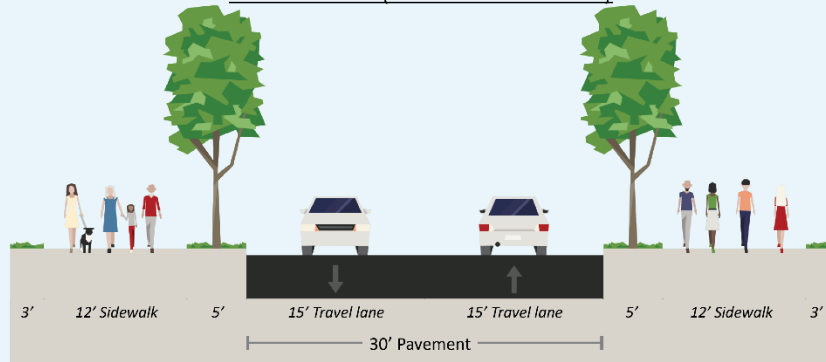 3’ 12’ Sidewalk 5’ 15’ Travel lane 15’ Travel lane 5’ 12’ Sidewalk 3’
30’ Pavement